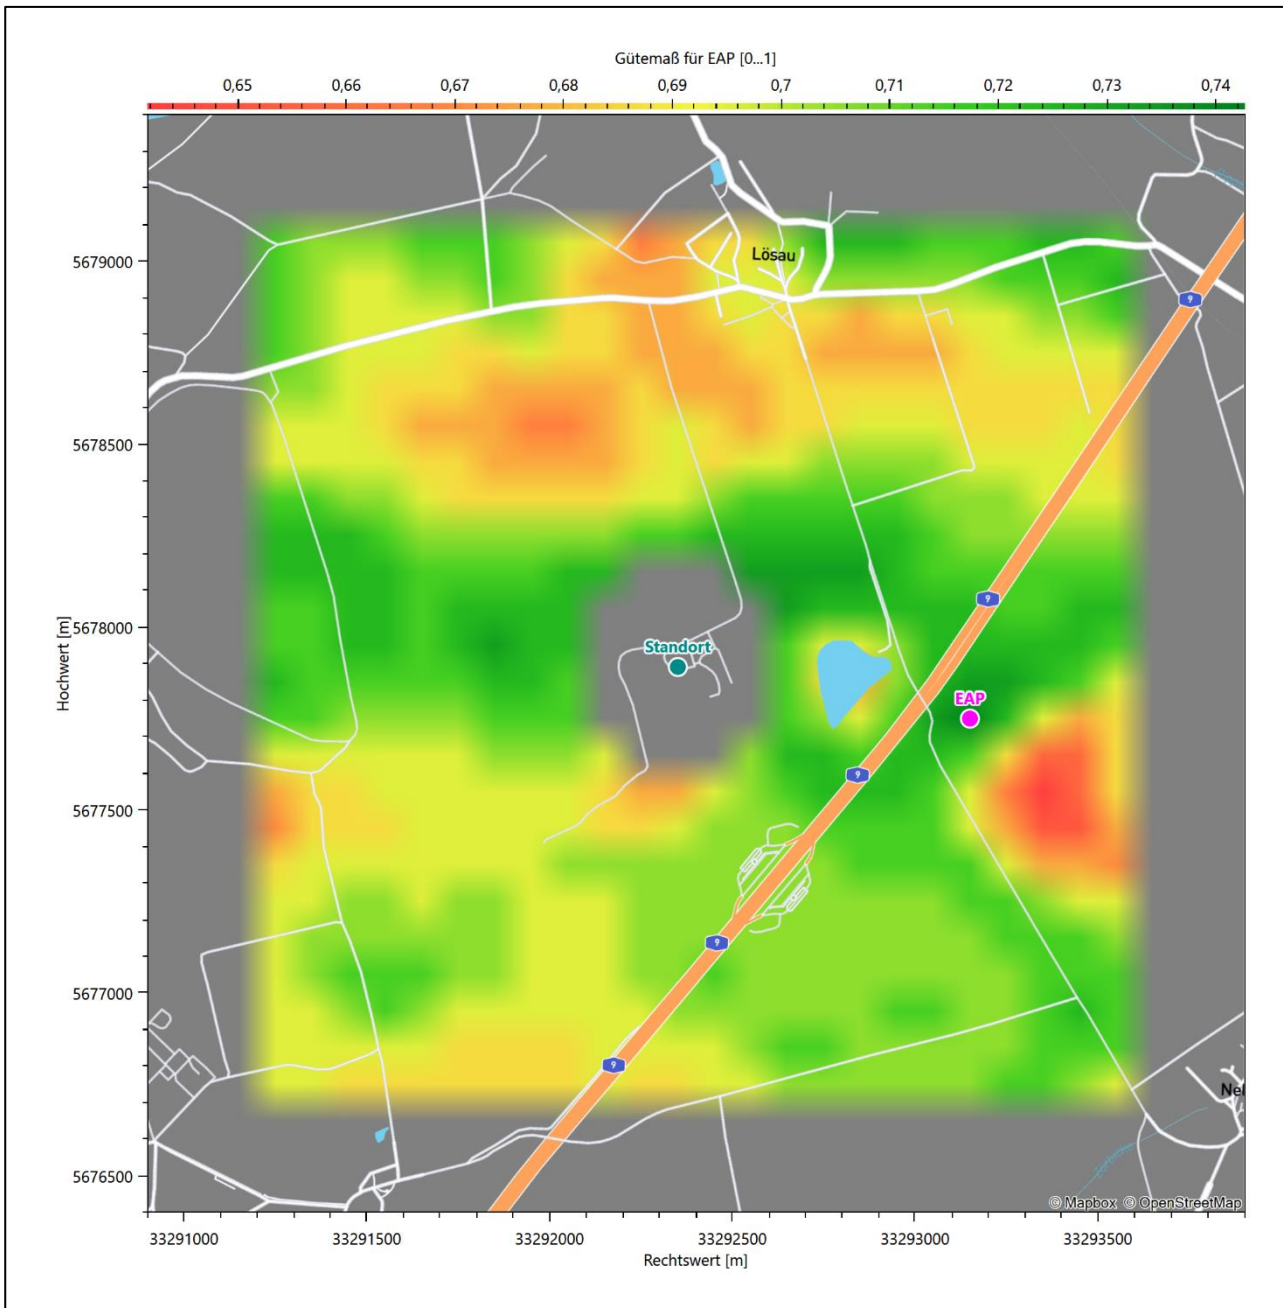 Gütemaß für EAP [0...1]
0,65 0,66 0,67 0,68 0,69 0,7 0,71 0,72 0,73 0,74
5679000
Lösau
9
5678500
9
5678000
Standort
Hochwert [m]
EAP
9
5677500
9
5677000
9
Nel
5676500
© Mapbox © OpenStreetMap
33291000 33291500 33292000 33292500 33293000 33293500
Rechtswert [m]